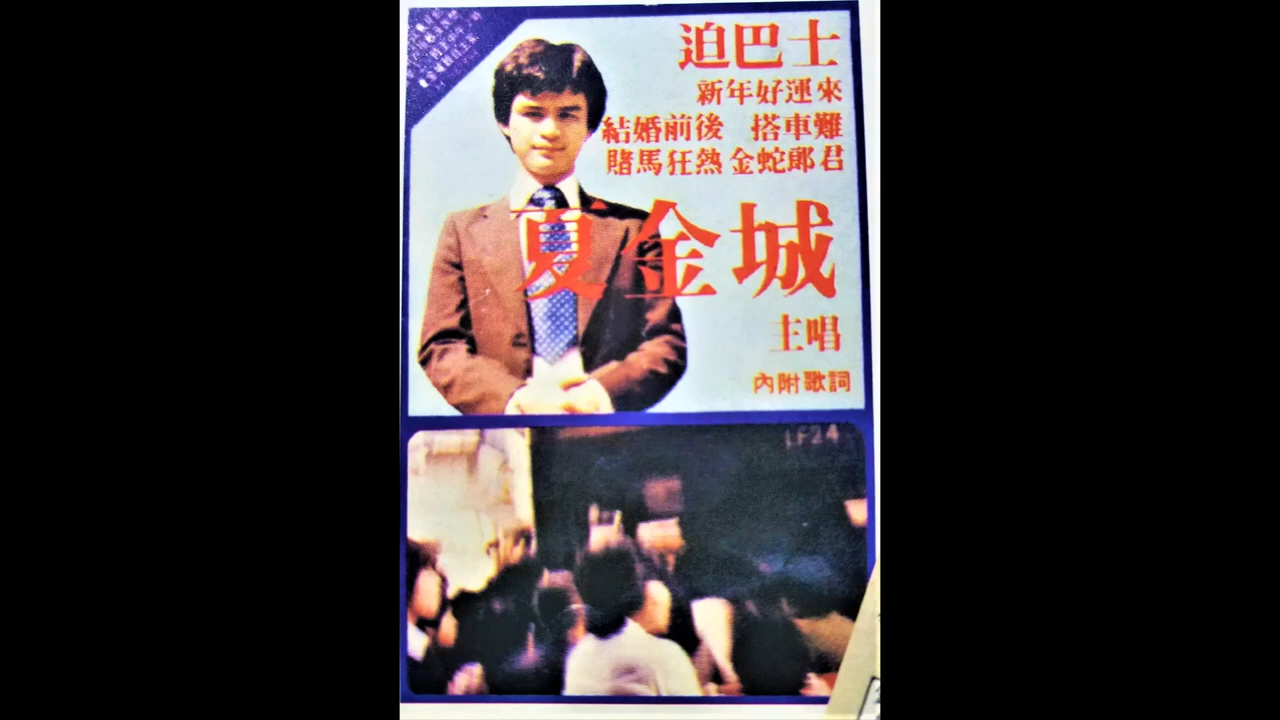 迫巴士
新年好運來
結婚前後 搭車難
賭馬狂熱 金蛇郎君
夏金城
主唱
內附歌詞
LF24